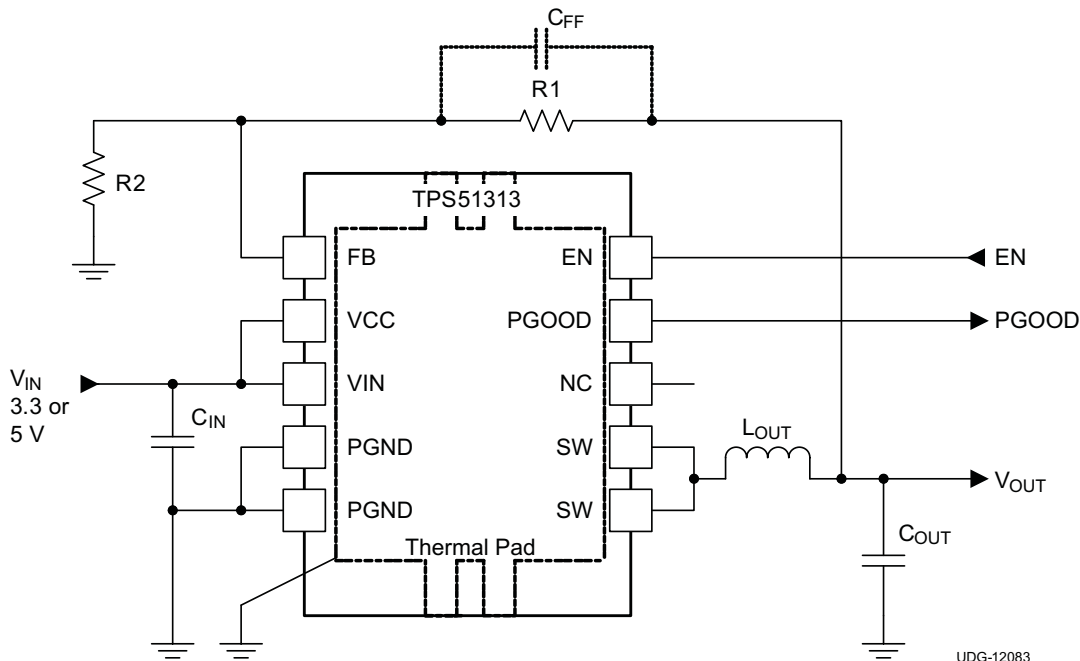 CFF
R1
R2
TPS51313
FB
EN
EN
VCC
PGOOD
PGOOD
VIN
3.3 or
5 V
CIN
VIN
NC
PGND
SW
LOUT
PGND
SW
VOUT
COUT
Thermal Pad
UDG-12083